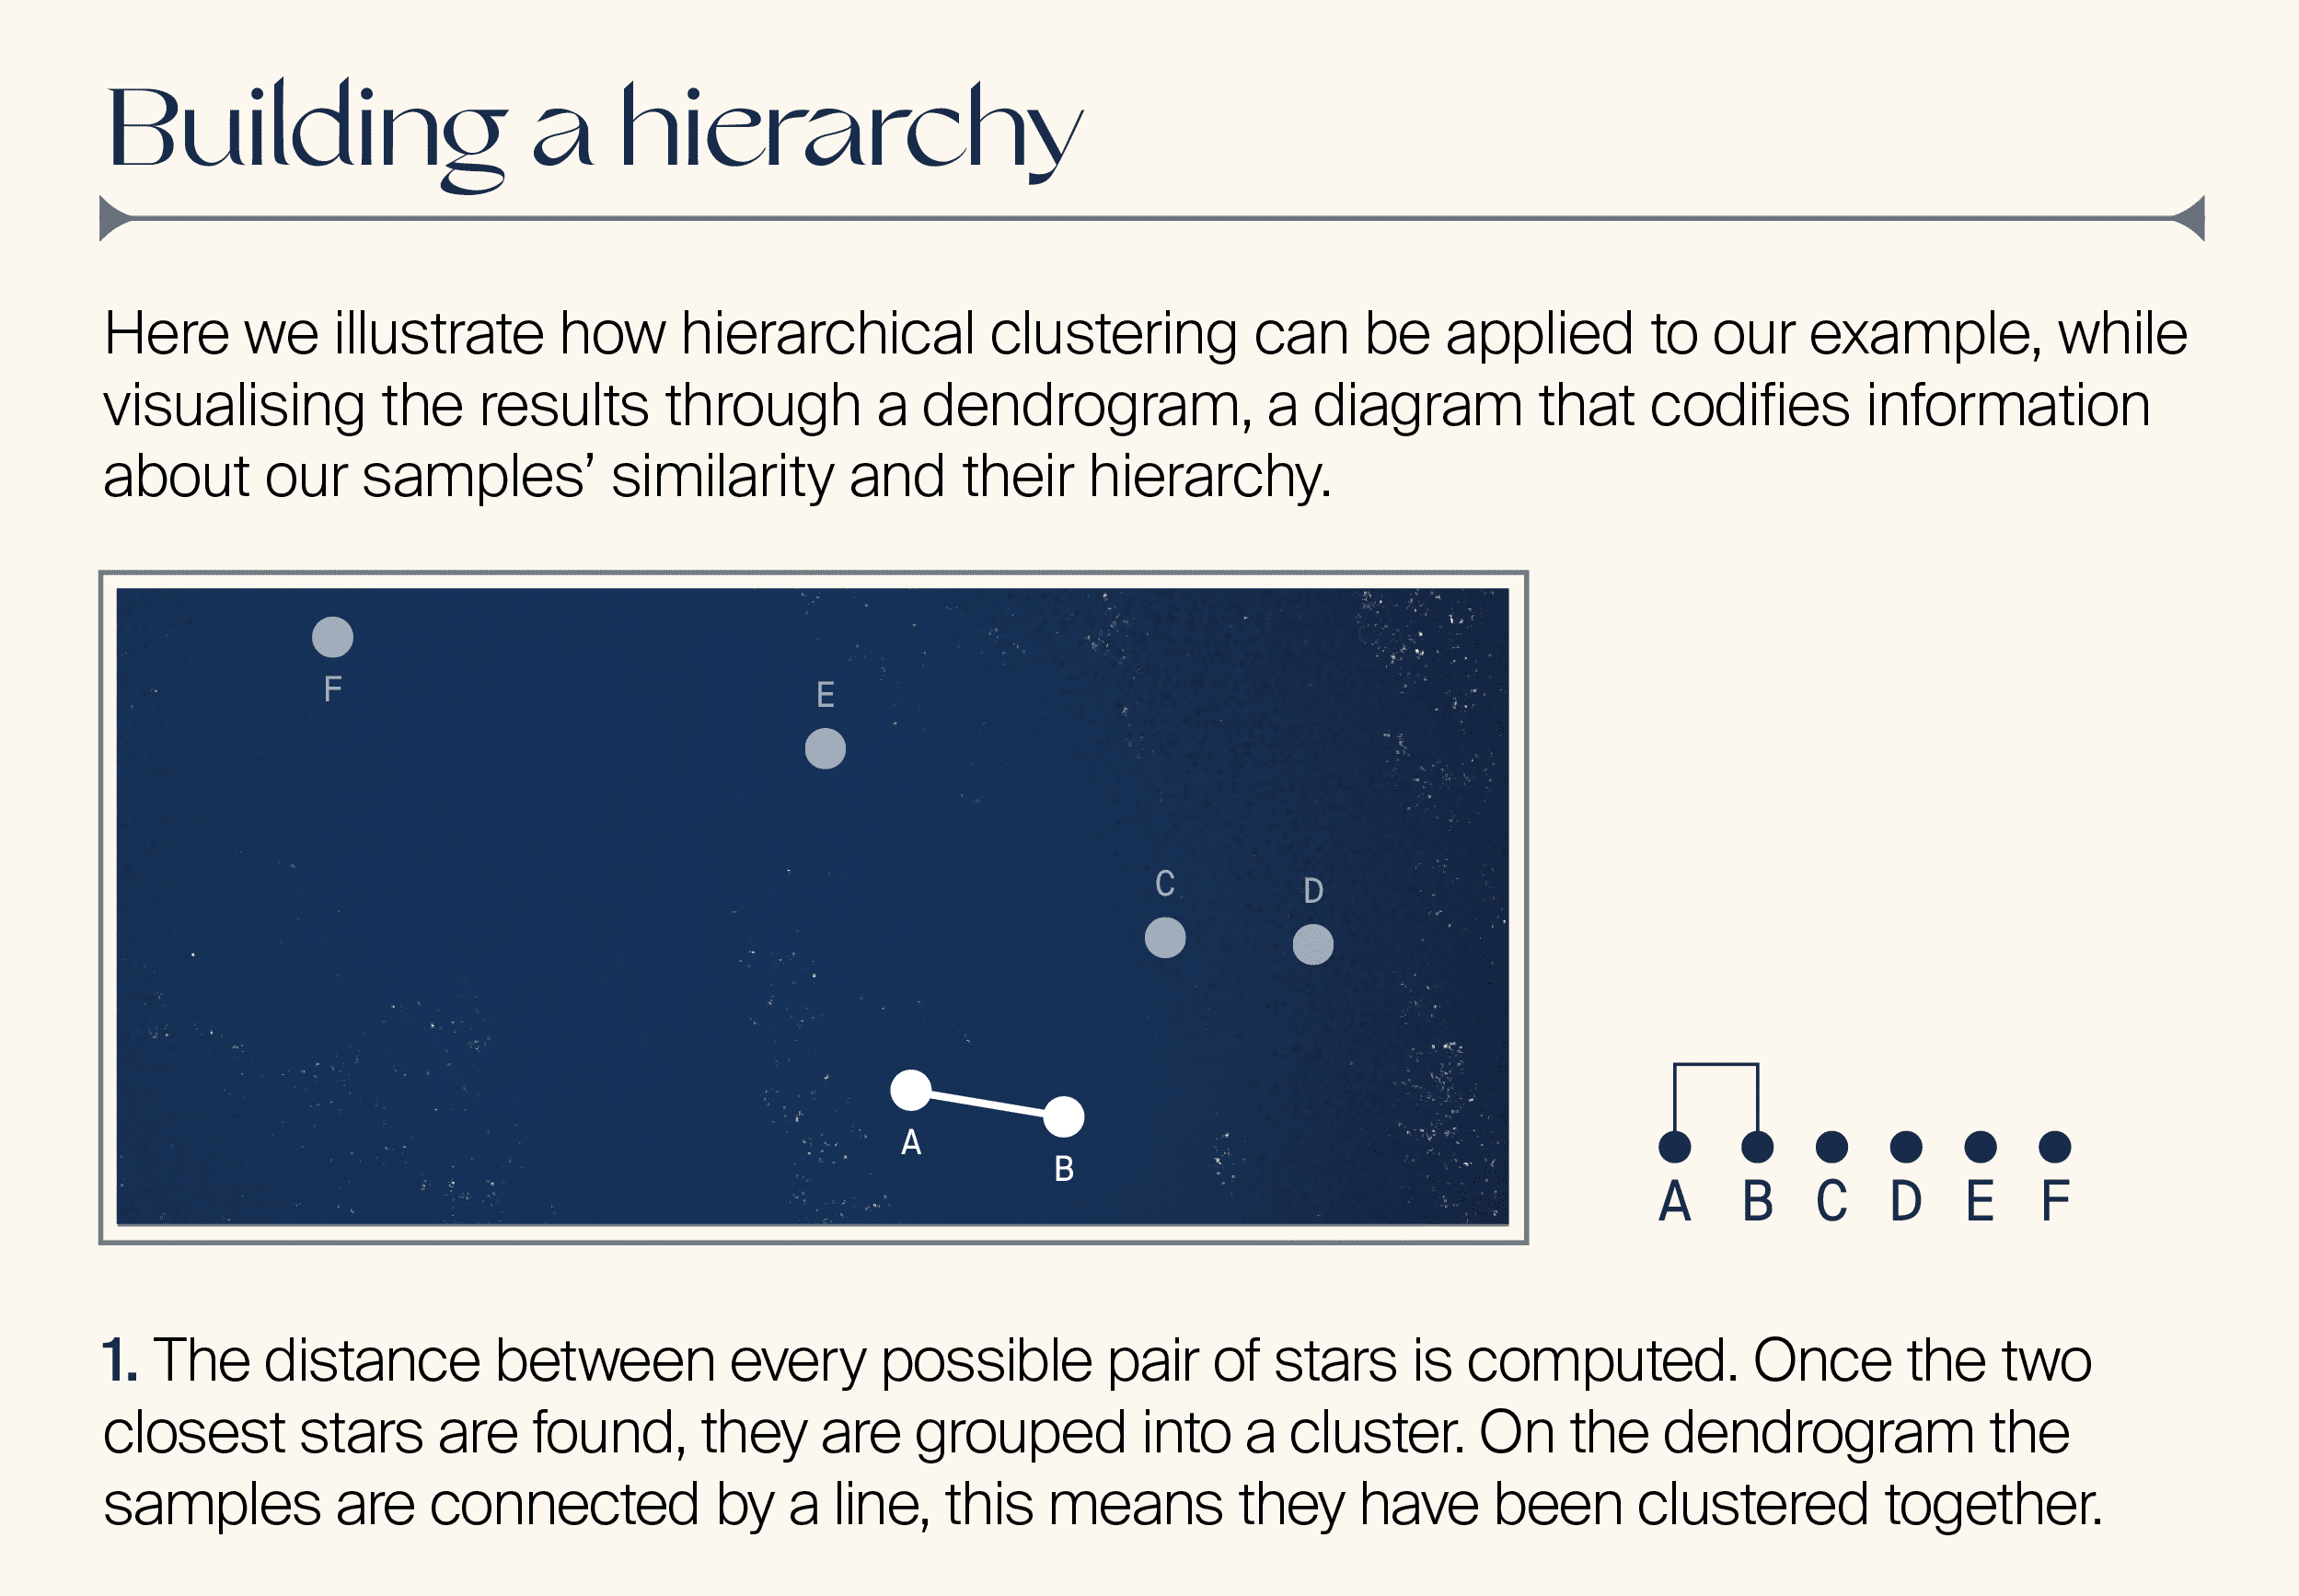 Building a hierarchy
Here we illustrate how hierarchical clustering can be applied to our example, while
visualising the results through a dendrogram, a diagram that codifies information
about our samples’ similarity and their hierarchy.
F
E
C
D
A
B
A B C D E F
1. The distance between every possible pair of stars is computed. Once the two
closest stars are found, they are grouped into a cluster. On the dendrogram the
samples are connected by a line, this means they have been clustered together.